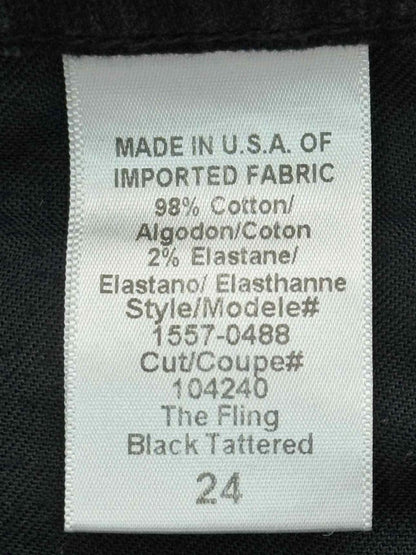 MADE IN U.S.A. OF
IMPORTED FABRIC
98% Cotton/
Algodon/Coton
2% Elastane/
Elastano/ Elasthanne
Style/Modele#
1557-0488
Cut/Coupe#
104240
The Fling
Black Tattered
24